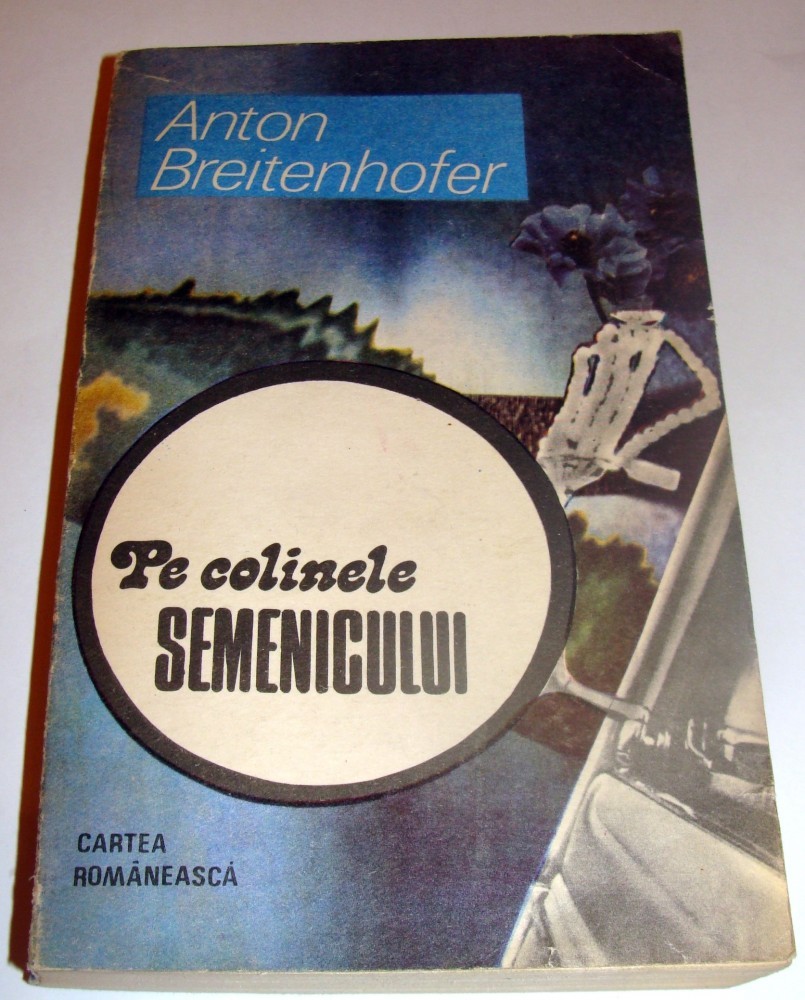 Anton
Breitenhofer
Pe colinele
SEMENICULUI
CARTEA
ROMÂNEASCĂ